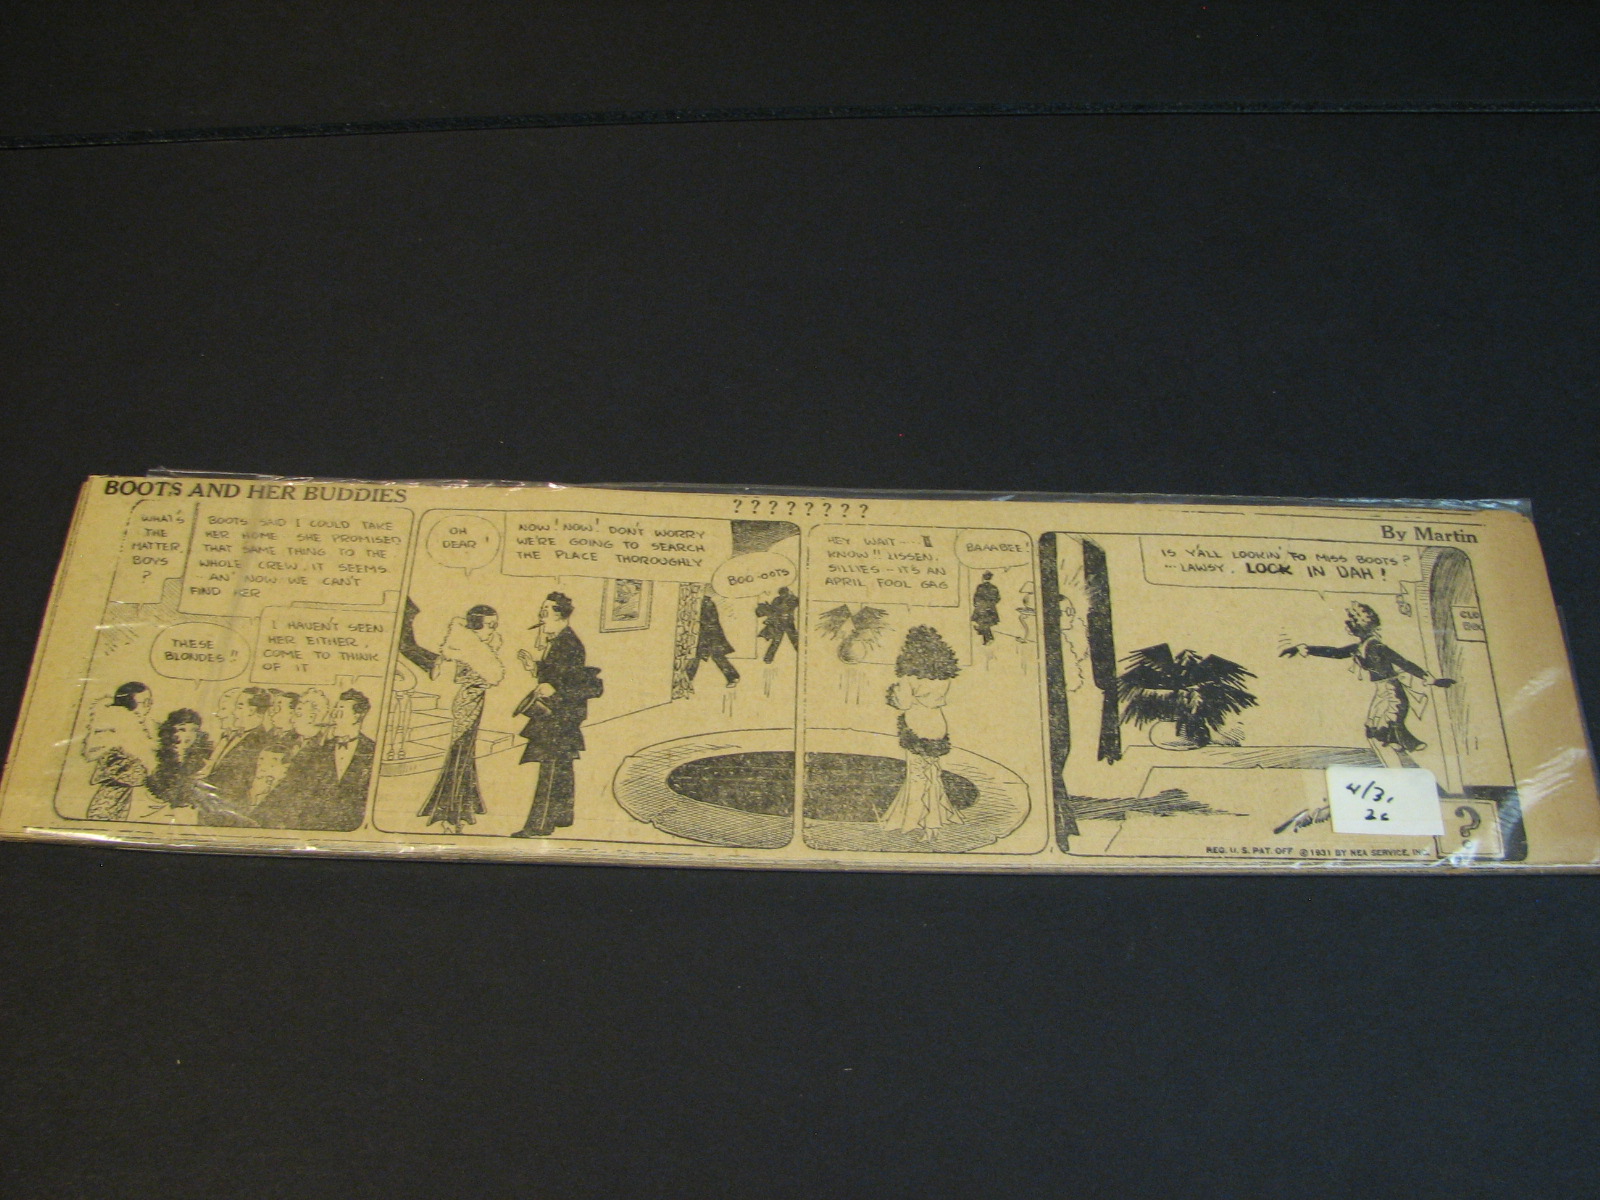 BOOTS AND HER BUDDIES
????????
By Martin
WHAT'S
THE
MATTER,
BOYS
?
BOOTS SAID I COULD TAKE
HER HOME SHE PROMISED
THAT SAME THING TO THE
WHOLE CREW, IT SEEMS
-- AN' NOW WE CAN'T
FIND HER
THESE
BLONDES!!
I HAVEN'T SEEN
HER EITHER,
COME TO THINK
OF IT
OH
DEAR!
NOW! NOW! DON'T WORRY
WE'RE GOING TO SEARCH
THE PLACE THOROUGHLY
BOO-OOTS
HEY WAIT --- I
KNOW!! LISSEN,
SILLIES -- IT'S AN
APRIL FOOL GAG
BAAABEE!
IS Y'ALL LOOKIN' FO MISS BOOTS?
-- LAWSY, LOOK IN DAH!
4/31
REG. U. S. PAT. OFF. ©1931 BY NEA SERVICE, INC.
?